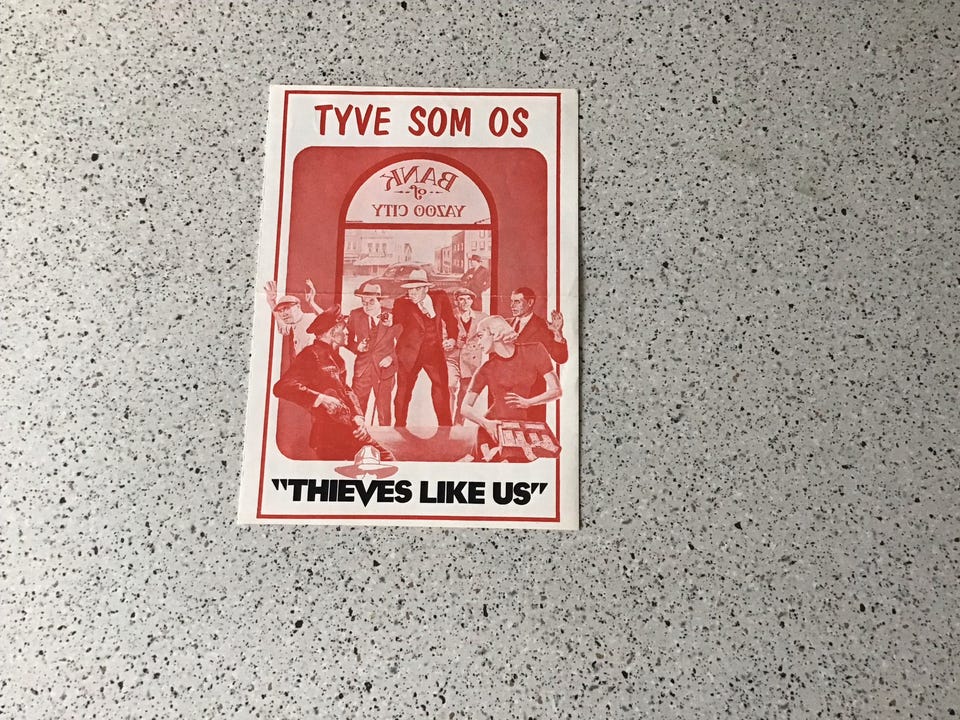 TYVE SOM OS
BANK
of
YAZOO CITY
"THIEVES LIKE US"